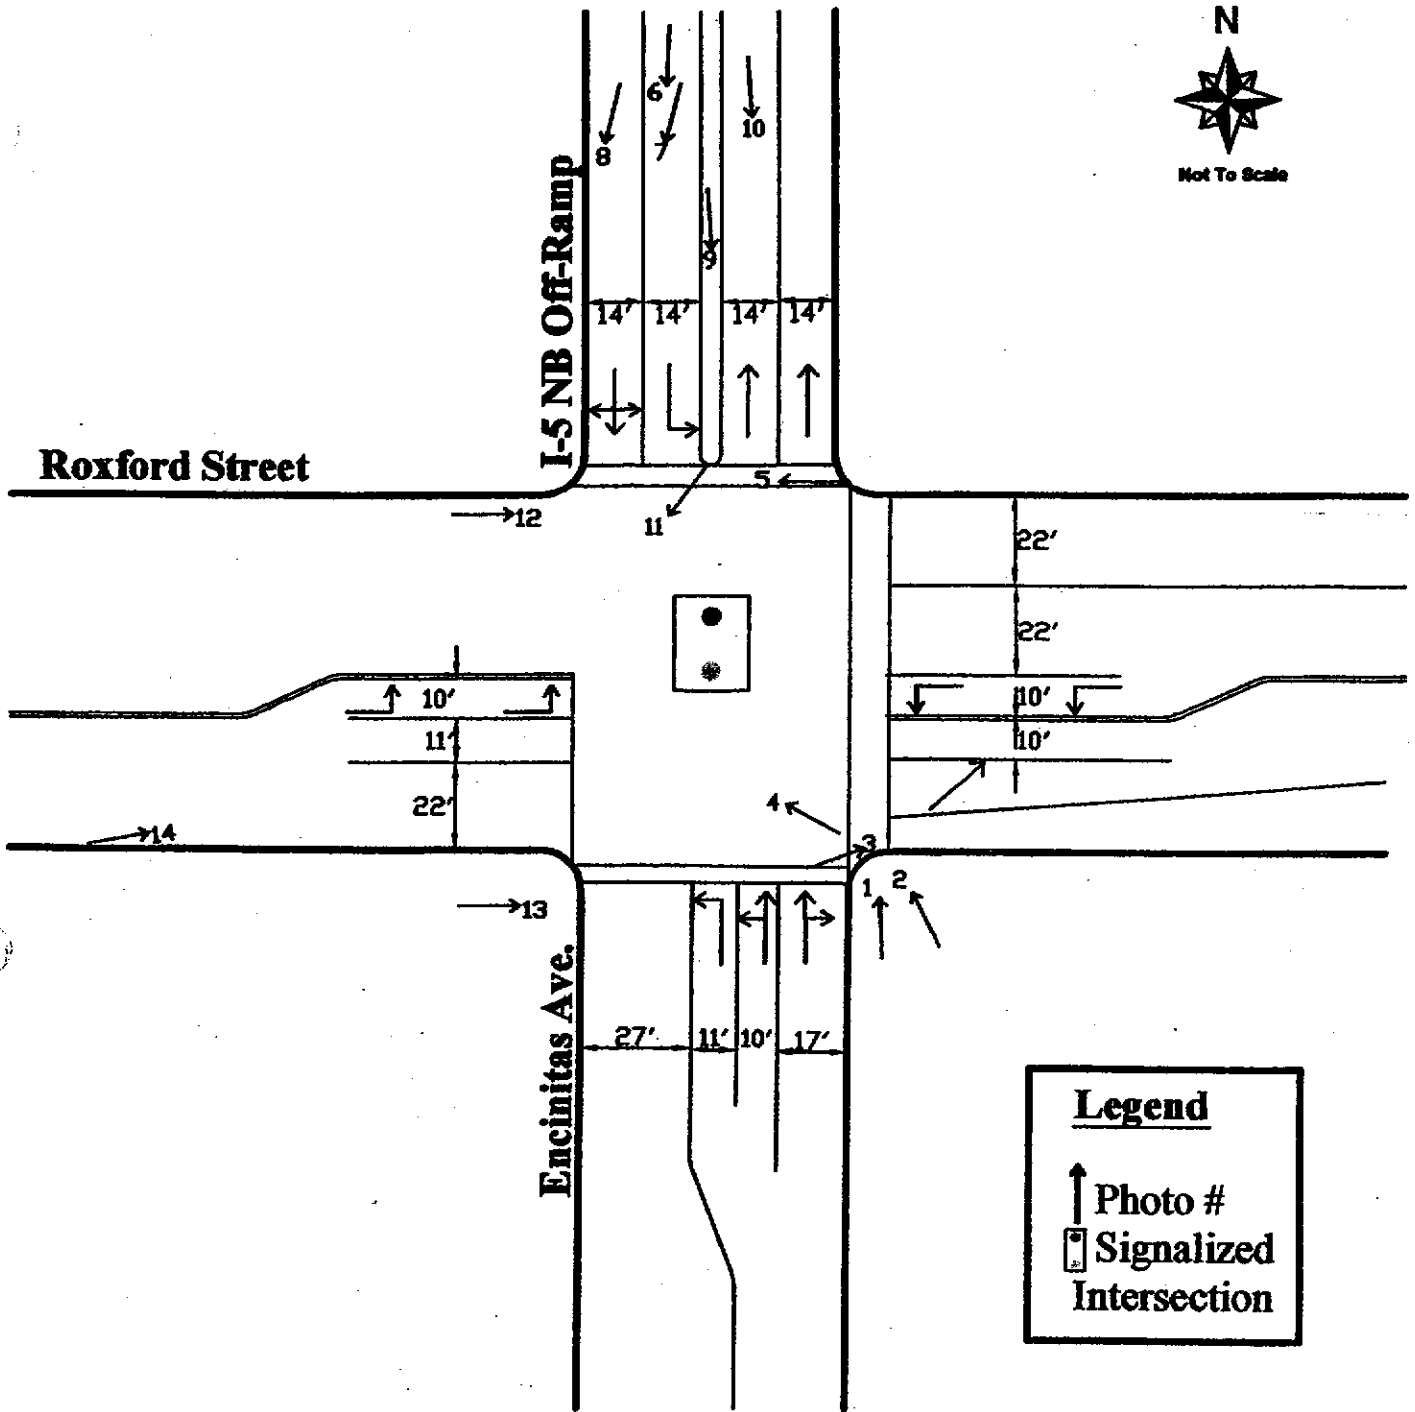 N
Not To Scale
6
8
7
10
9
I-5 NB Off-Ramp
14' 14' 14' 14'
Roxford Street
5
12
11
22'
22'
10'
11'
22'
10'
10'
14
4
3
1 2
13
Encinitas Ave.
27' 11' 10' 17'
Legend
Photo #
Signalized
Intersection